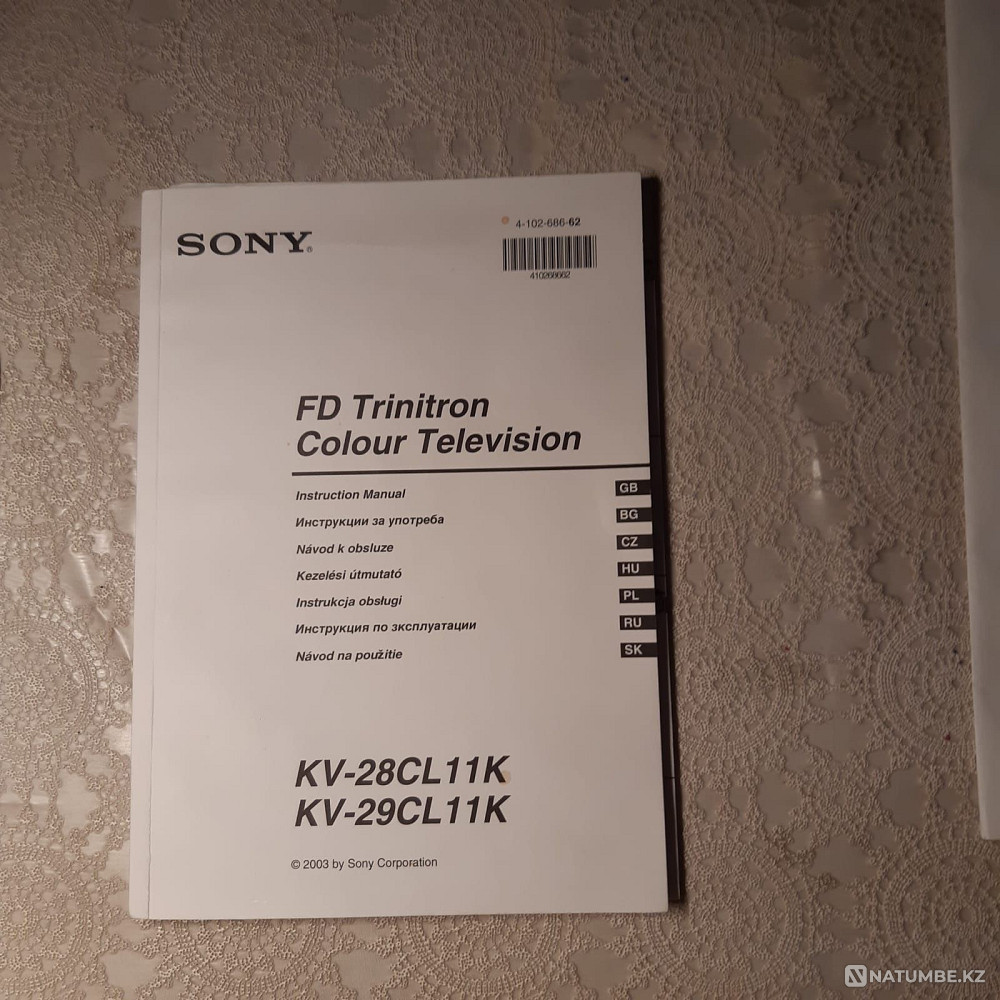 SONY®
4-102-686-62
410268662
FD Trinitron
Colour Television
Instruction Manual GB
Инструкции за употреба BG
Návod k obsluze CZ
Kezelési útmutató HU
Instrukcja obsługi PL
Инструкция по зксплуатации RU
Návod na použitie SK
KV-28CL11K
KV-29CL11K
© 2003 by Sony Corporation
NATUMBE.KZ